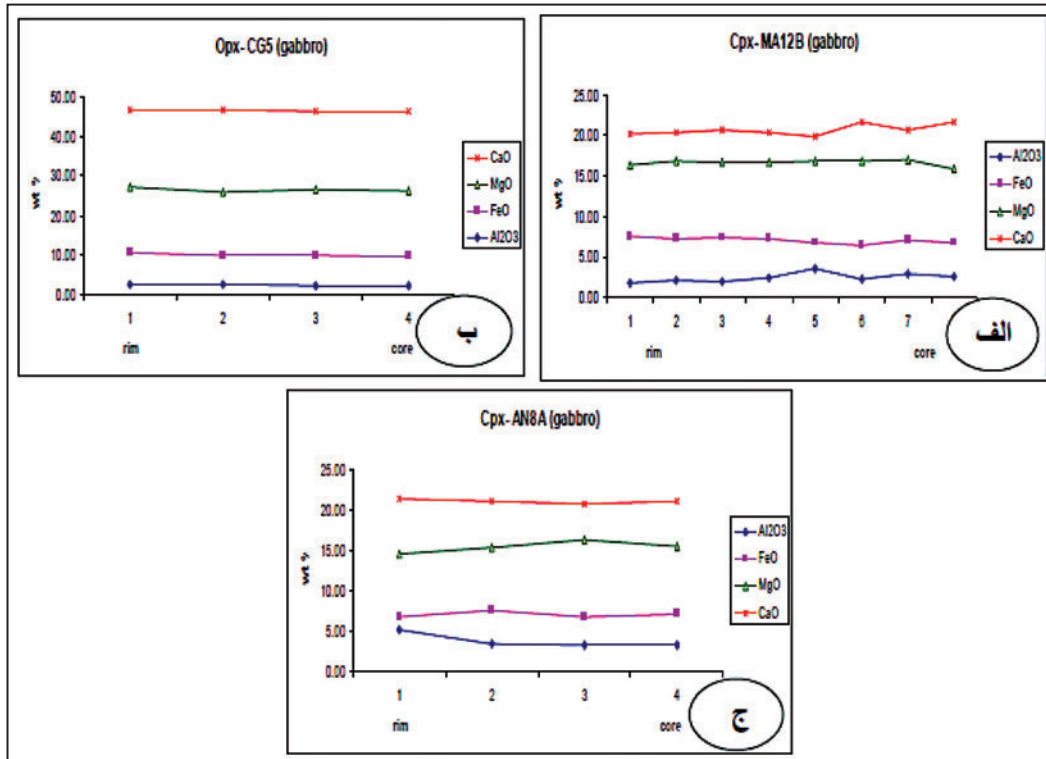 Opx-CG5 (gabbro)
50.00
40.00
30.00
20.00
10.00
0.00
wt %
1 2 3 4
rim core
CaO
MgO
FeO
Al2O3
ب
Cpx-MA12B (gabbro)
25.00
20.00
15.00
10.00
5.00
0.00
wt %
1 2 3 4 5 6 7
rim core
Al2O3
FeO
MgO
CaO
الف
Cpx-AN8A (gabbro)
25.00
20.00
15.00
10.00
5.00
0.00
wt %
1 2 3 4
rim core
Al2O3
FeO
MgO
CaO
ج